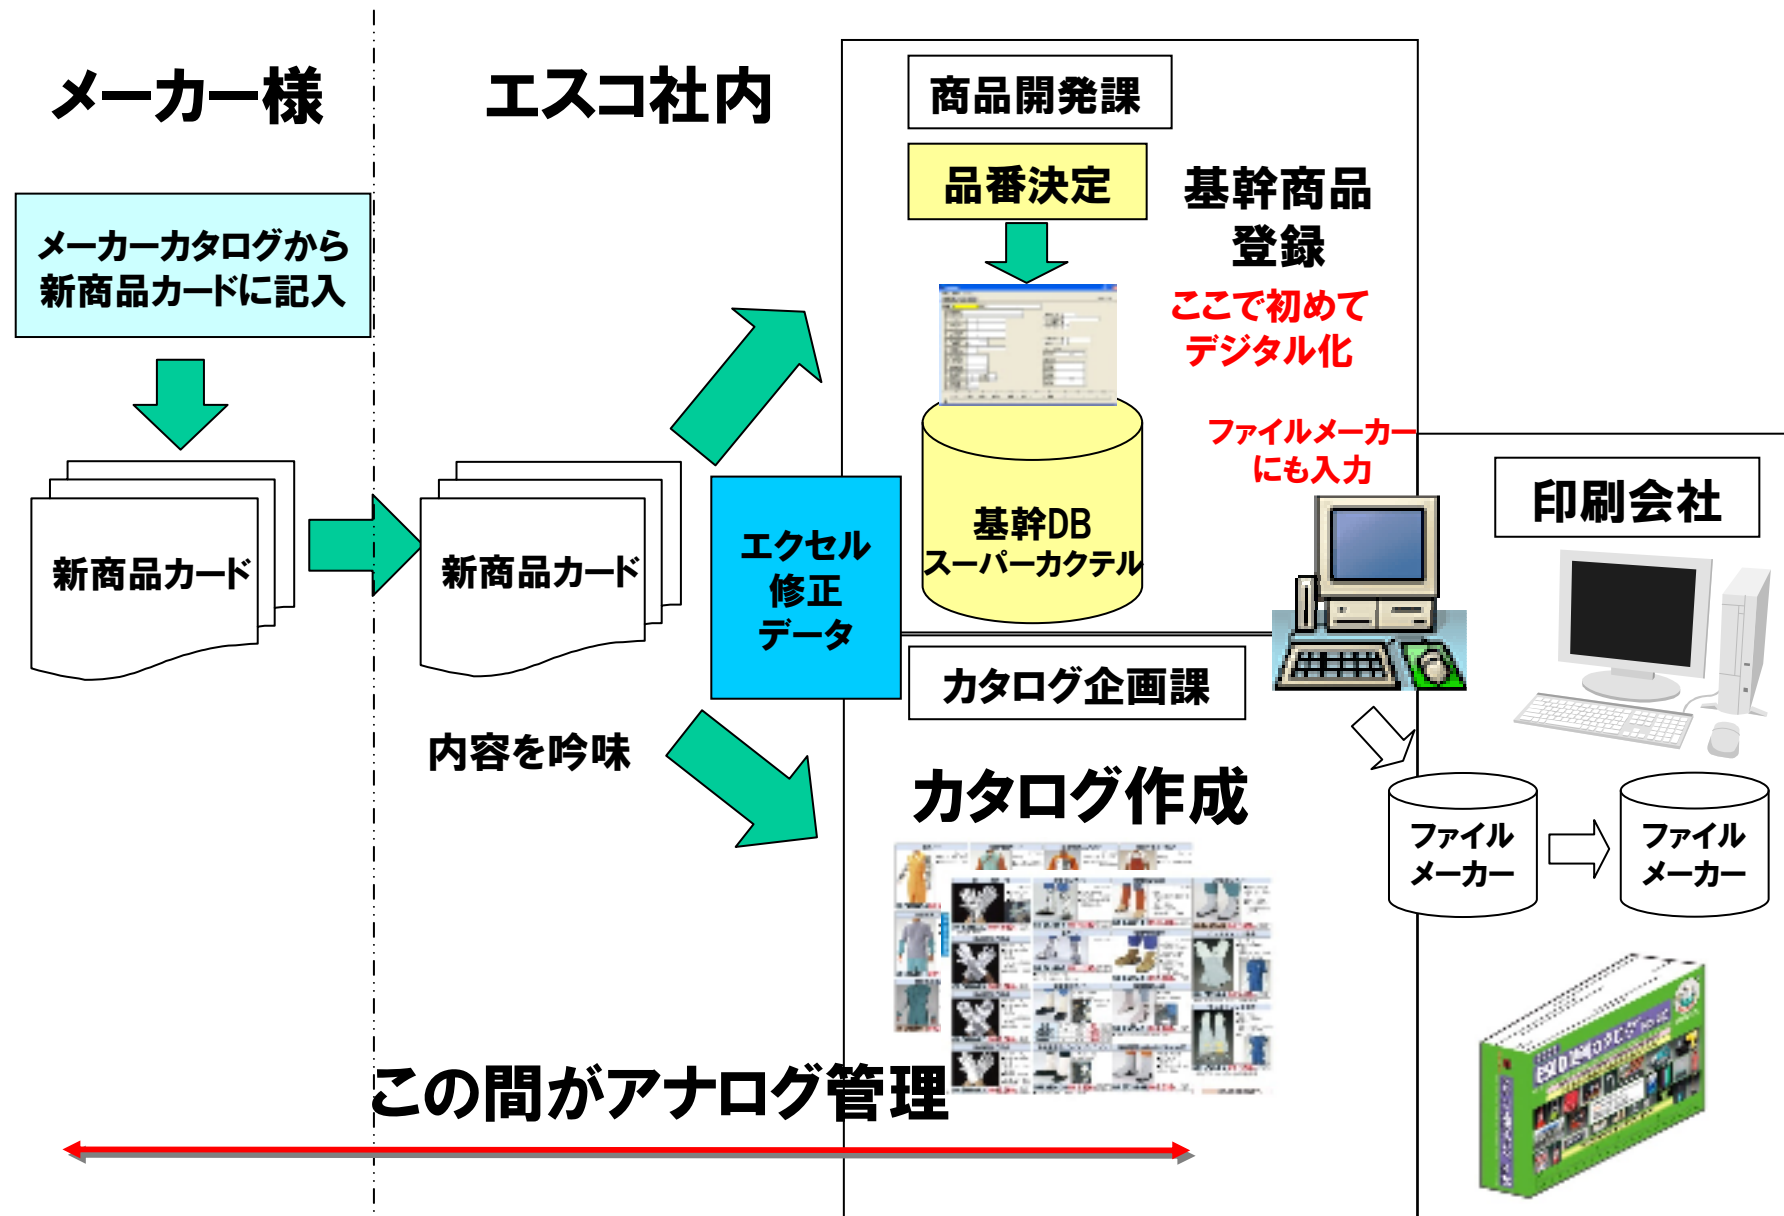 メーカー様
エスコ社内
商品開発課
品番決定
基幹商品
登録
ここで初めて
デジタル化
メーカーカタログから
新商品カードに記入
ファイルメーカー
にも入力
新商品カード
新商品カード
エクセル
修正
データ
基幹DB
スーパーカクテル
印刷会社
カタログ企画課
内容を吟味
カタログ作成
ファイル
メーカー
ファイル
メーカー
この間がアナログ管理